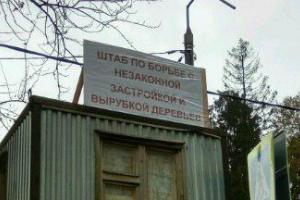 ШТАБ ПО БОРЬБЕ С
НЕЗАКОННОЙ
ЗАСТРОЙКОЙ И
ВЫРУБКОЙ ДЕРЕВЬЕВ